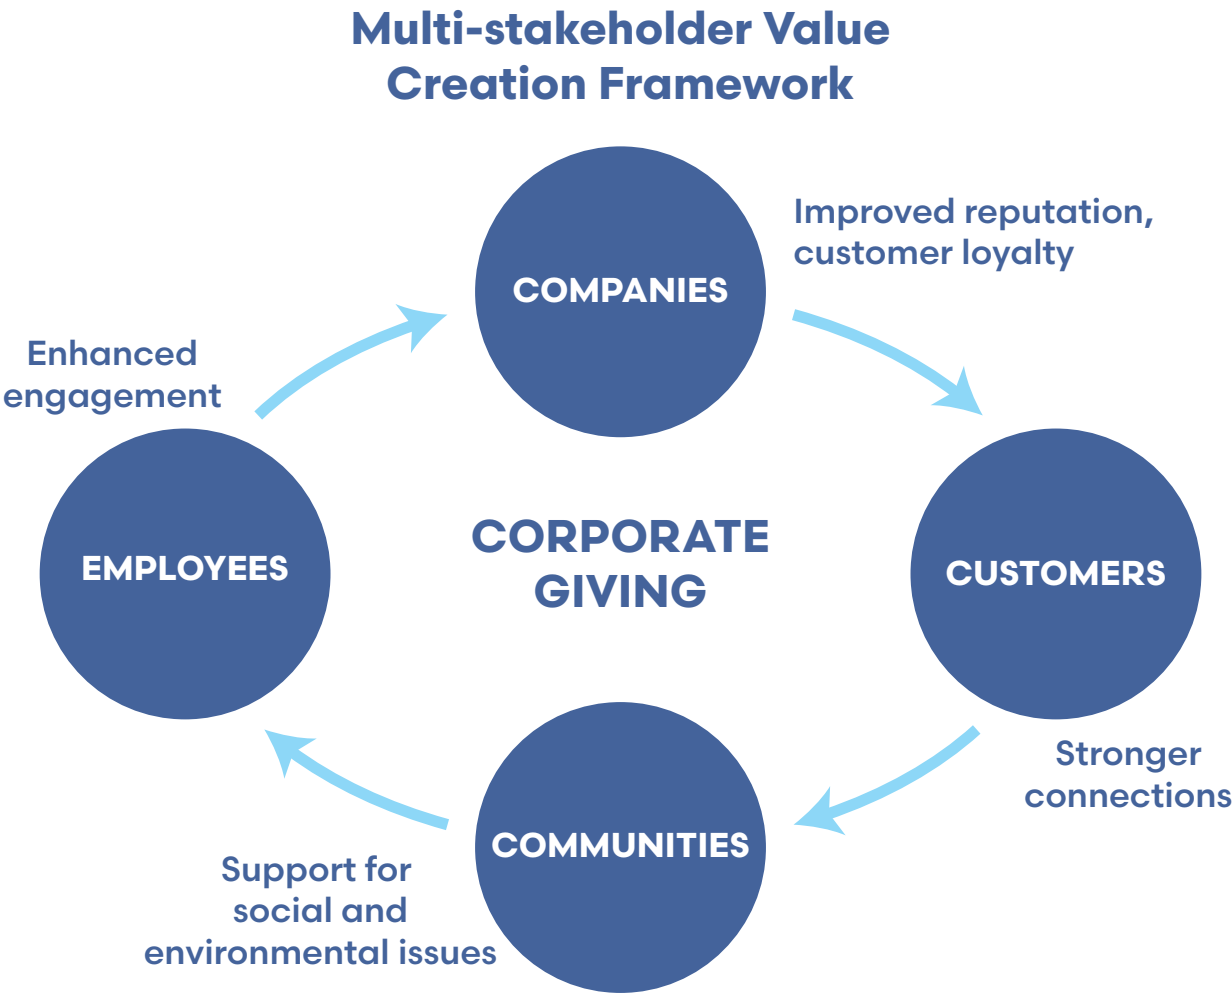 Multi-stakeholder Value
Creation Framework
COMPANIES
Improved reputation,
customer loyalty
Enhanced
engagement
EMPLOYEES
CORPORATE
GIVING
CUSTOMERS
Stronger
connections
COMMUNITIES
Support for
social and
environmental issues